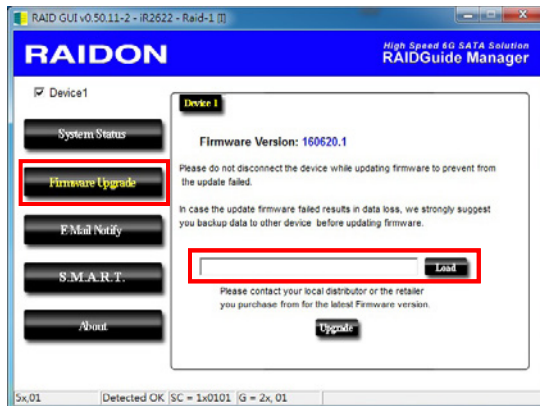 RAID GUI v0.50.11-2 - iR2622 - Raid-1 [I]
RAIDON
High Speed 6G SATA Solution
RAIDGuide Manager
Device1
Device 1
System Status
Firmware Version: 160620.1
Please do not disconnect the device while updating firmware to prevent from
the update failed.
Firmware Upgrade
In case the update firmware failed results in data loss, we strongly suggest
you backup data to other device before updating firmware.
E Mail Notify
Load
S.M.A.R.T.
Please contact your local distributor or the retailer
you purchase from for the latest Firmware version.
About
Upgrade
Sx,01
Detected OK
SC = 1x0101
G = 2x, 01